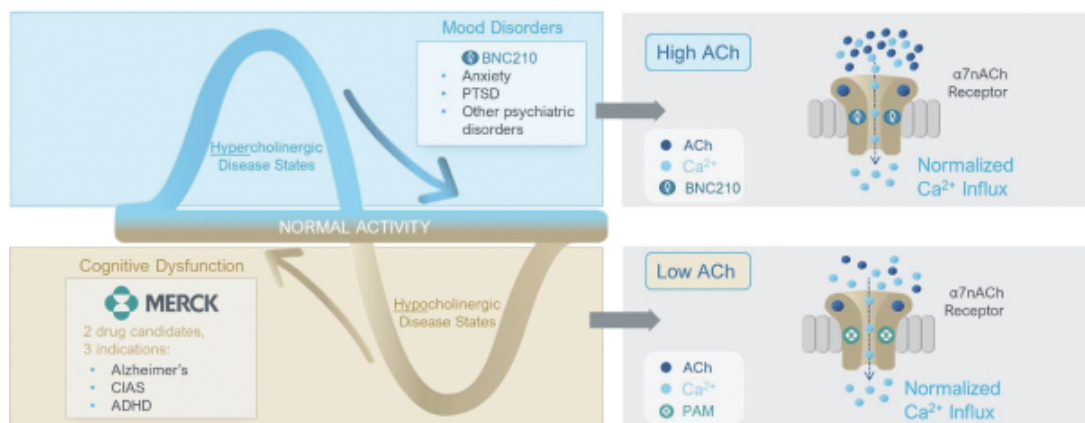 Mood Disorders
BNC210
• Anxiety
• PTSD
• Other psychiatric
disorders
Hypercholinergic
Disease States
NORMAL ACTIVITY
High ACh
α7nACh
Receptor
ACh
Ca²⁺
BNC210
Normalized
Ca²⁺ Influx
Cognitive Dysfunction
MERCK
2 drug candidates,
3 indications:
• Alzheimer's
• CIAS
• ADHD
Hypocholinergic
Disease States
Low ACh
α7nACh
Receptor
ACh
Ca²⁺
PAM
Normalized
Ca²⁺ Influx